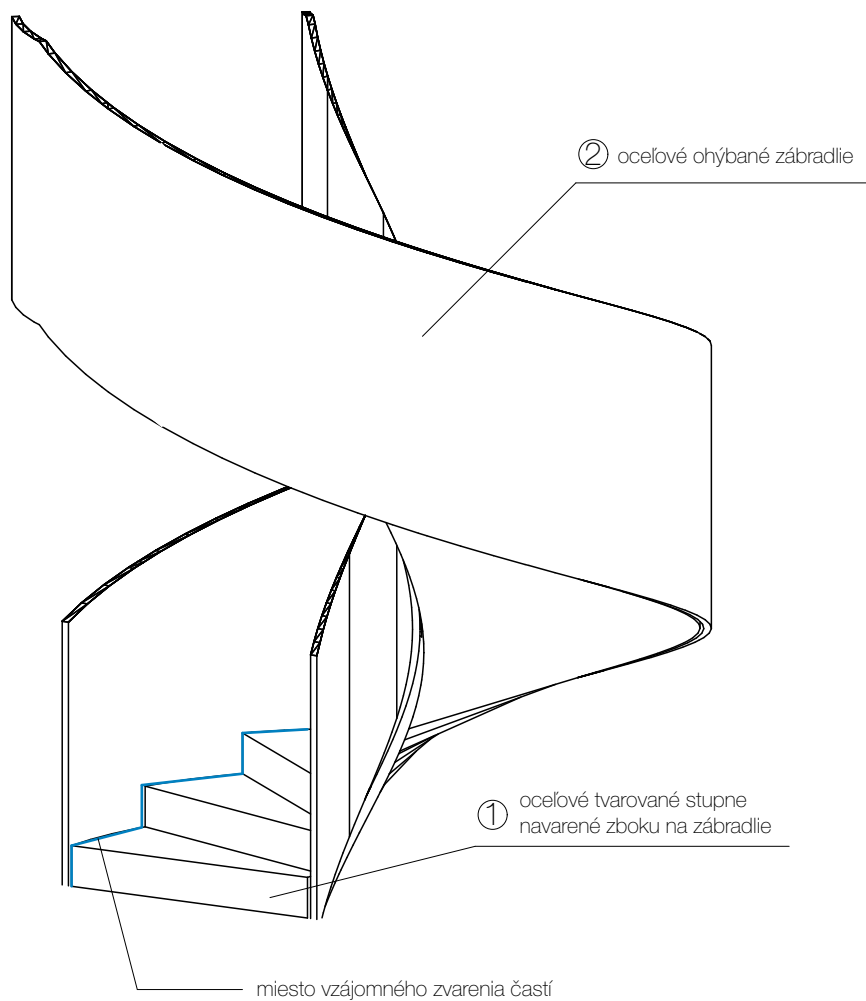 ② oceľové ohýbané zábradlie
① oceľové tvarované stupne
navarené zboku na zábradlie
miesto vzájomného zvarenia častí